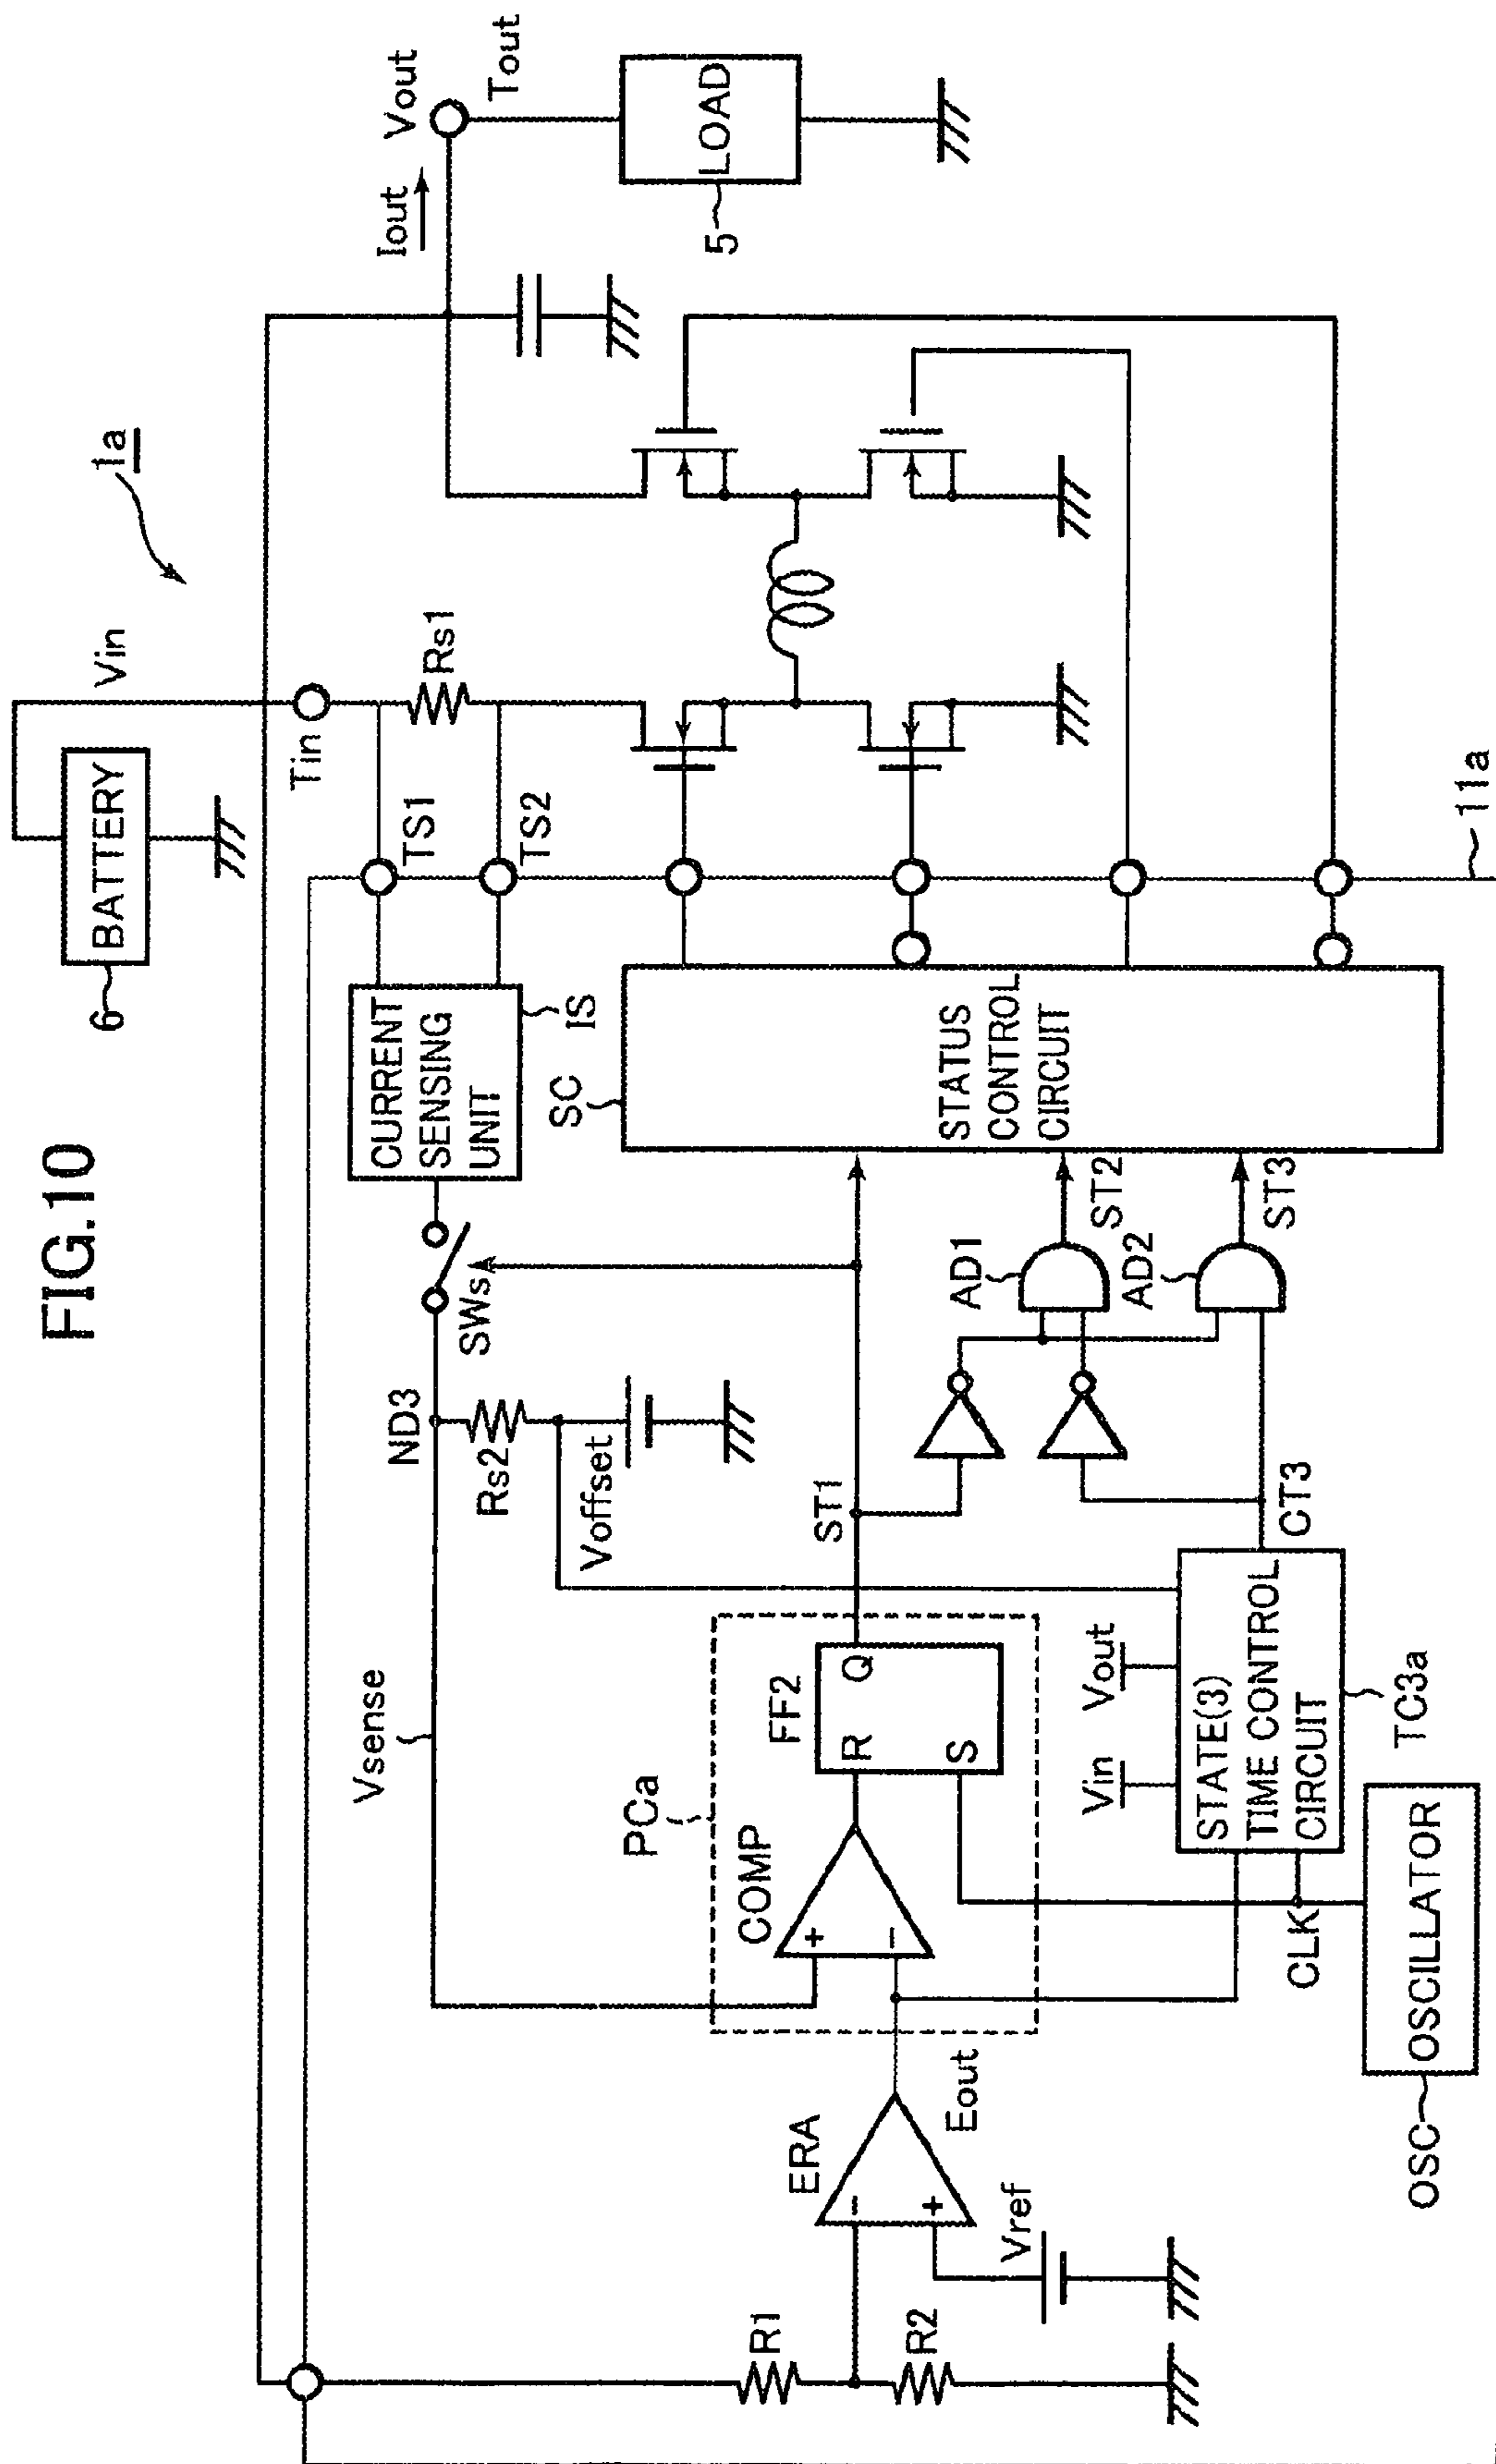 FIG.10
1a
6
BATTERY
Vin
Tin
Rs1
TS1
TS2
Iout
Vout
Tout
5
LOAD
CURRENT
SENSING
UNIT
IS
SWs
ND3
Rs2
Voffset
Vsense
SC
STATUS
CONTROL
CIRCUIT
11a
ST1
ST2
ST3
AD1
AD2
PCa
COMP
+
−
FF2
R
Q
S
Vin
Vout
STATE(3)
TIME CONTROL
CIRCUIT
TC3a
CT3
CLK
OSCILLATOR
OSC
ERA
−
+
Eout
Vref
R1
R2